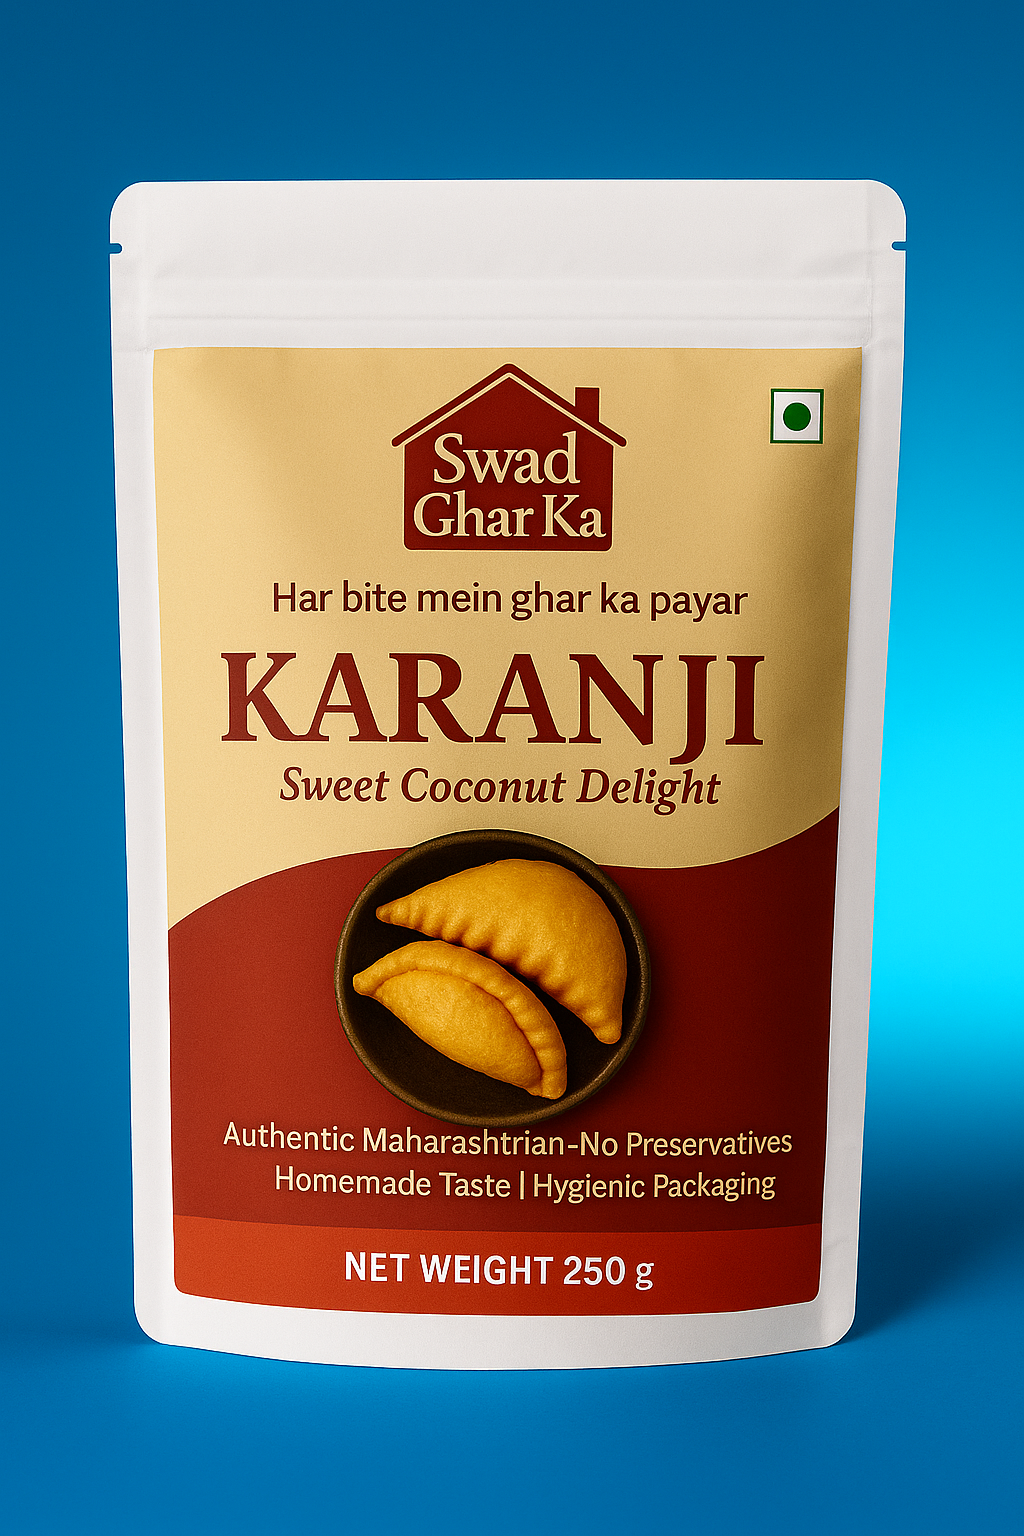 Swad
Ghar Ka
Har bite mein ghar ka payar
KARANJI
Sweet Coconut Delight
Authentic Maharashtrian-No Preservatives
Homemade Taste | Hygienic Packaging
NET WEIGHT 250 g